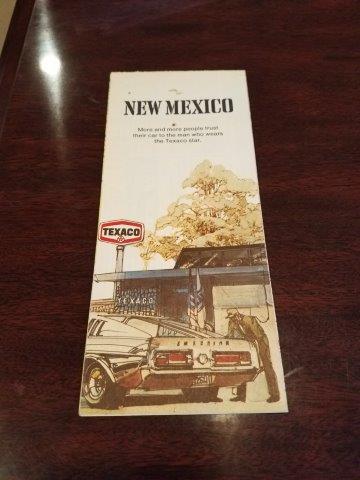 NEW MEXICO
More and more people trust
their car to the man who wears
the Texaco star.
TEXACO
TEXACO